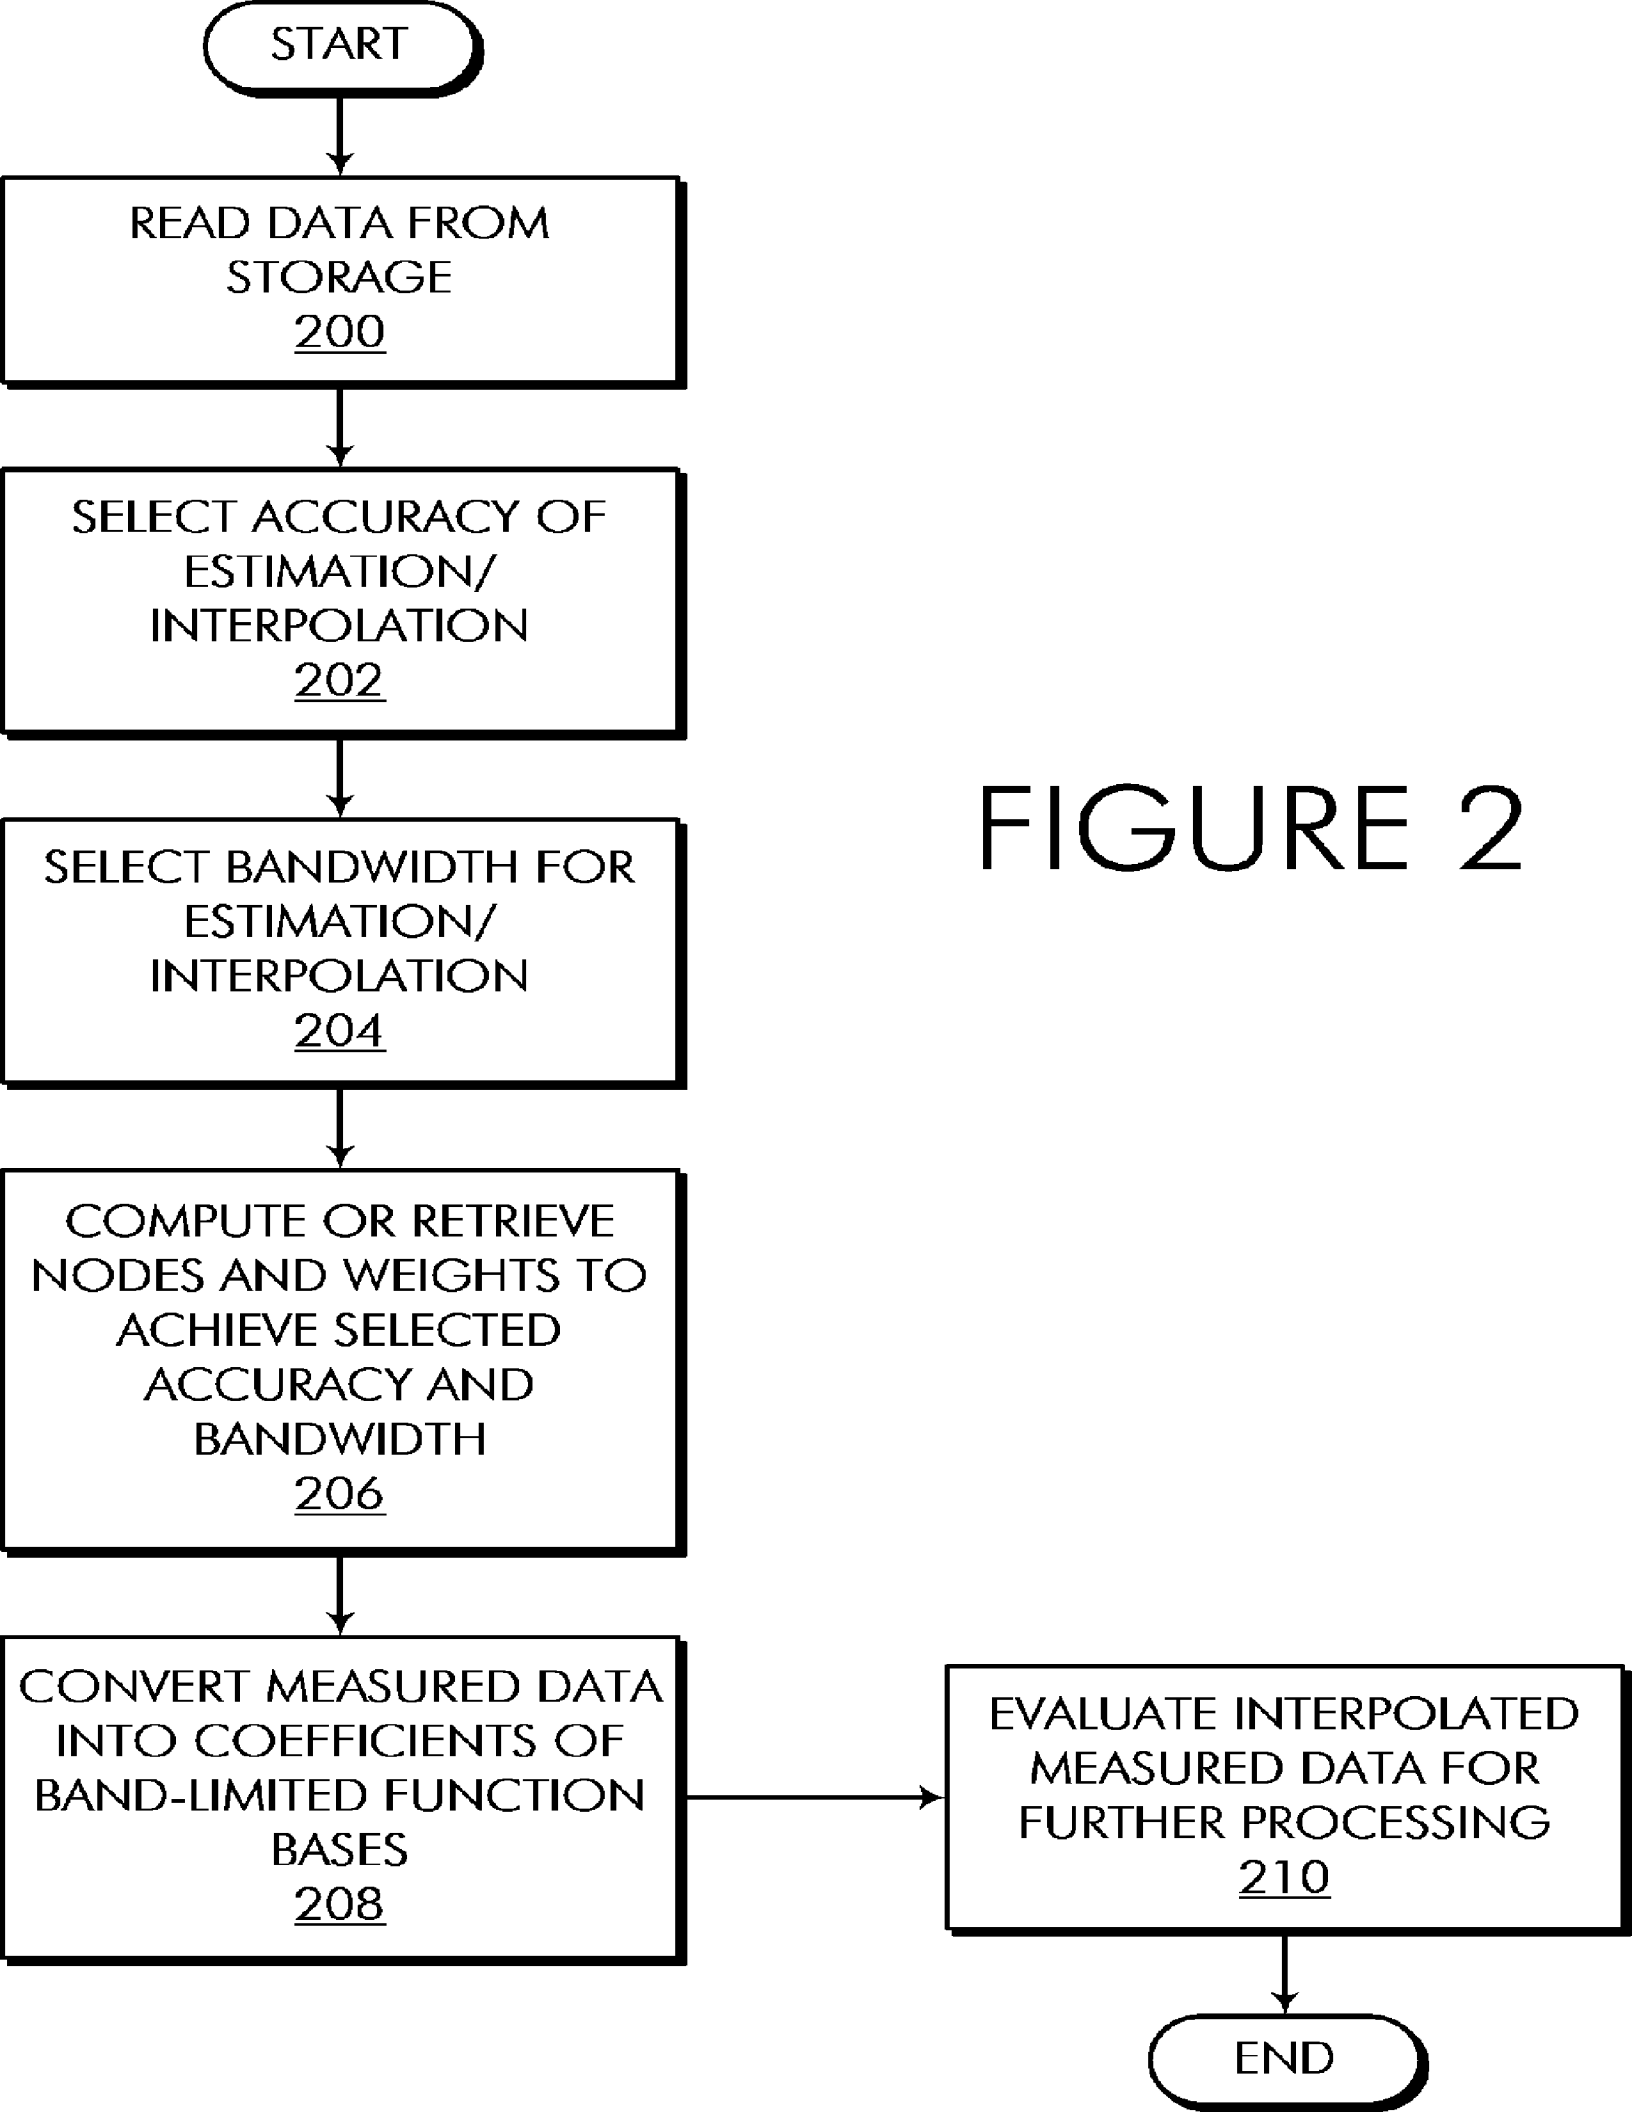 START
READ DATA FROM
STORAGE
200
SELECT ACCURACY OF
ESTIMATION/
INTERPOLATION
202
SELECT BANDWIDTH FOR
ESTIMATION/
INTERPOLATION
204
FIGURE 2
COMPUTE OR RETRIEVE
NODES AND WEIGHTS TO
ACHIEVE SELECTED
ACCURACY AND
BANDWIDTH
206
CONVERT MEASURED DATA
INTO COEFFICIENTS OF
BAND-LIMITED FUNCTION
BASES
208
EVALUATE INTERPOLATED
MEASURED DATA FOR
FURTHER PROCESSING
210
END